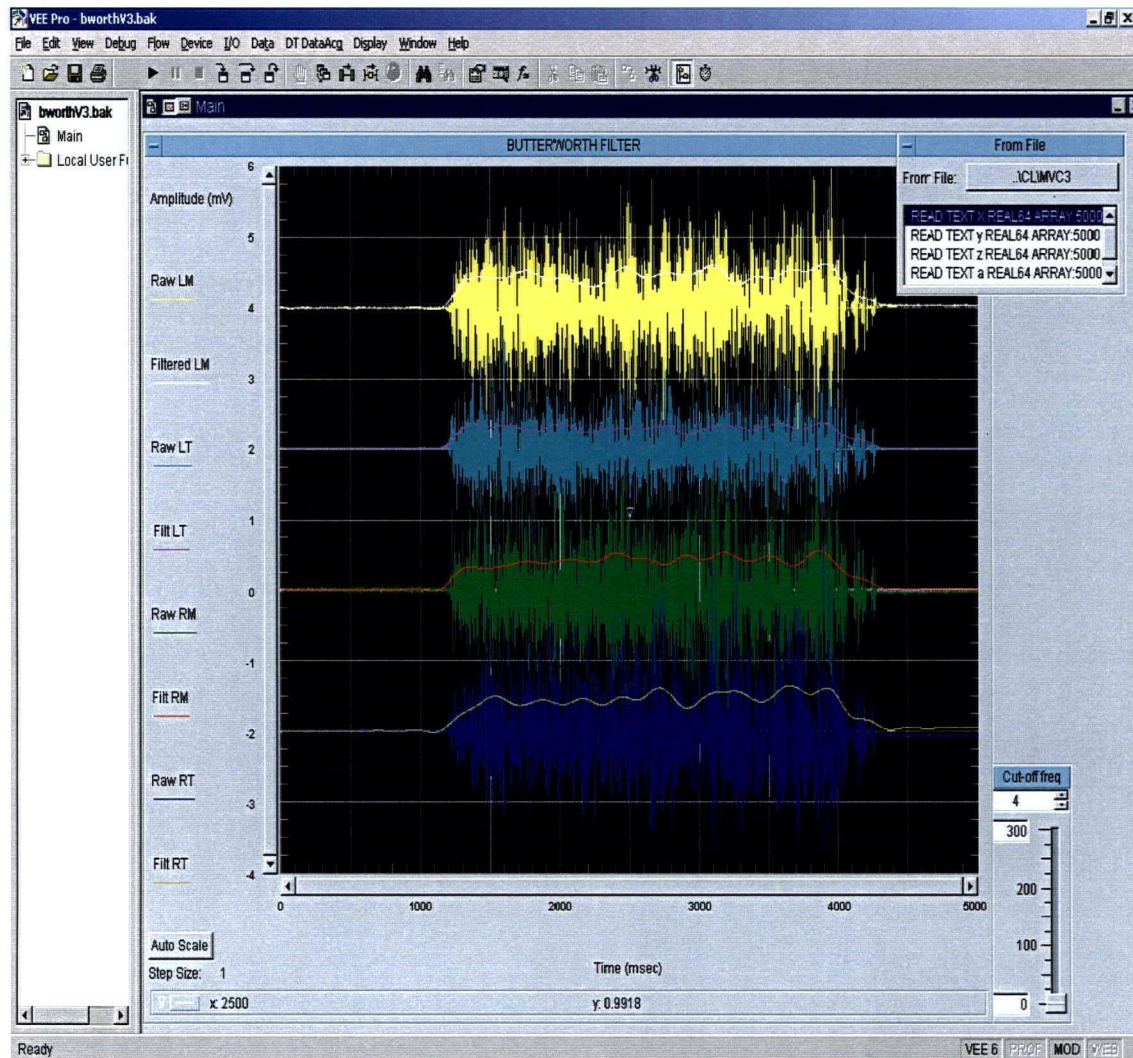 VEE Pro - bworthV3.bak
File Edit View Debug Flow Device I/O Data DT DataAcq Display Window Help
bworthV3.bak
Main
Local User F
Main
BUTTERWORTH FILTER
From File
From File: ..\CL\MVC3
READ TEXT X REAL64 ARRAY:5000
READ TEXT y REAL64 ARRAY:5000
READ TEXT z REAL64 ARRAY:5000
READ TEXT a REAL64 ARRAY:5000
Amplitude (mV)
Raw LM
Filtered LM
Raw LT
Filt LT
Raw RM
Filt RM
Raw RT
Filt RT
6
5
4
3
2
1
0
-1
-2
-3
-4
0 1000 2000 3000 4000 5000
Time (msec)
Auto Scale
Step Size: 1
x: 2500 y: 0.9918
Cut-off freq
4
300
200
100
0
Ready
VEE 6 PROF MOD WEB